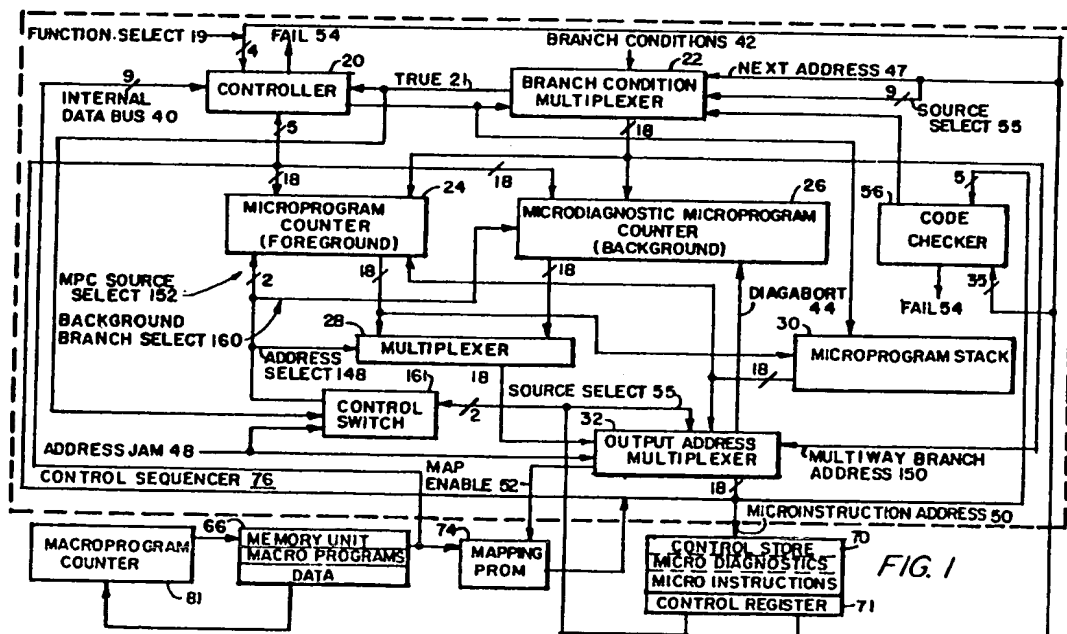 FUNCTION SELECT 19
FAIL 54
4
20
CONTROLLER
BRANCH CONDITIONS 42
22
TRUE 21
BRANCH CONDITION
MULTIPLEXER
NEXT ADDRESS 47
9
SOURCE
SELECT 55
9
INTERNAL
DATA BUS 40
5
18
18
18
24
MICROPROGRAM
COUNTER
(FOREGROUND)
26
MICRODIAGNOSTIC MICROPROGRAM
COUNTER
(BACKGROUND)
5
56
CODE
CHECKER
35
FAIL 54
MPC SOURCE
SELECT 152
2
18
18
BACKGROUND
BRANCH SELECT 160
DIAGABORT
44
28
MULTIPLEXER
30
MICROPROGRAM STACK
ADDRESS
SELECT 148
18
18
161
CONTROL
SWITCH
SOURCE SELECT 55
2
32
OUTPUT ADDRESS
MULTIPLEXER
ADDRESS JAM 48
MAP
ENABLE 52
MULTIWAY BRANCH
ADDRESS 150
18
CONTROL SEQUENCER 76
MICROINSTRUCTION ADDRESS 50
MACROPROGRAM
COUNTER
81
66
MEMORY UNIT
MACRO PROGRAMS
DATA
74
MAPPING
PROM
70
CONTROL STORE
MICRO DIAGNOSTICS
MICRO INSTRUCTIONS
CONTROL REGISTER
71
FIG. 1